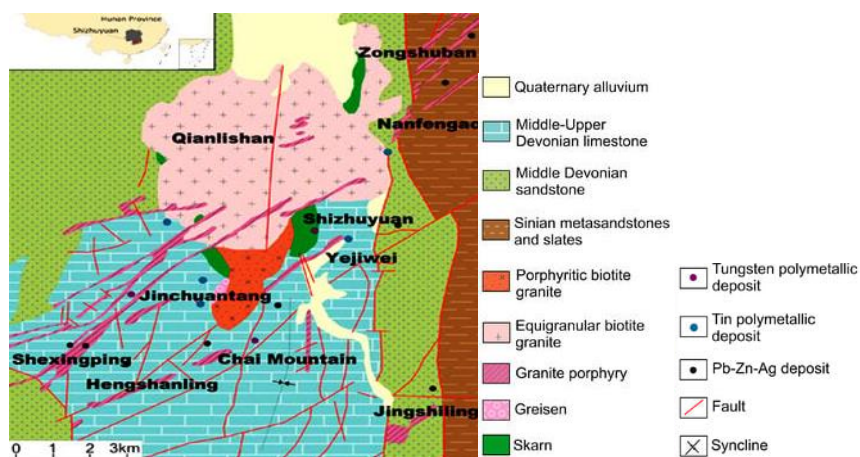 Hunan Province
Shizhuyuan
Zongshuban
Qianlishan
Nanfengao
Shizhuyuan
Yejiwei
Jinchuantang
Shexingping
Chai Mountain
Hengshanling
Jingshiling
0 1 2 3km
Quaternary alluvium
Middle-Upper
Devonian limestone
Middle Devonian
sandstone
Sinian metasandstones
and slates
Porphyritic biotite
granite
Equigranular biotite
granite
Granite porphyry
Greisen
Skarn
Tungsten polymetallic
deposit
Tin polymetallic
deposit
Pb-Zn-Ag deposit
Fault
Syncline